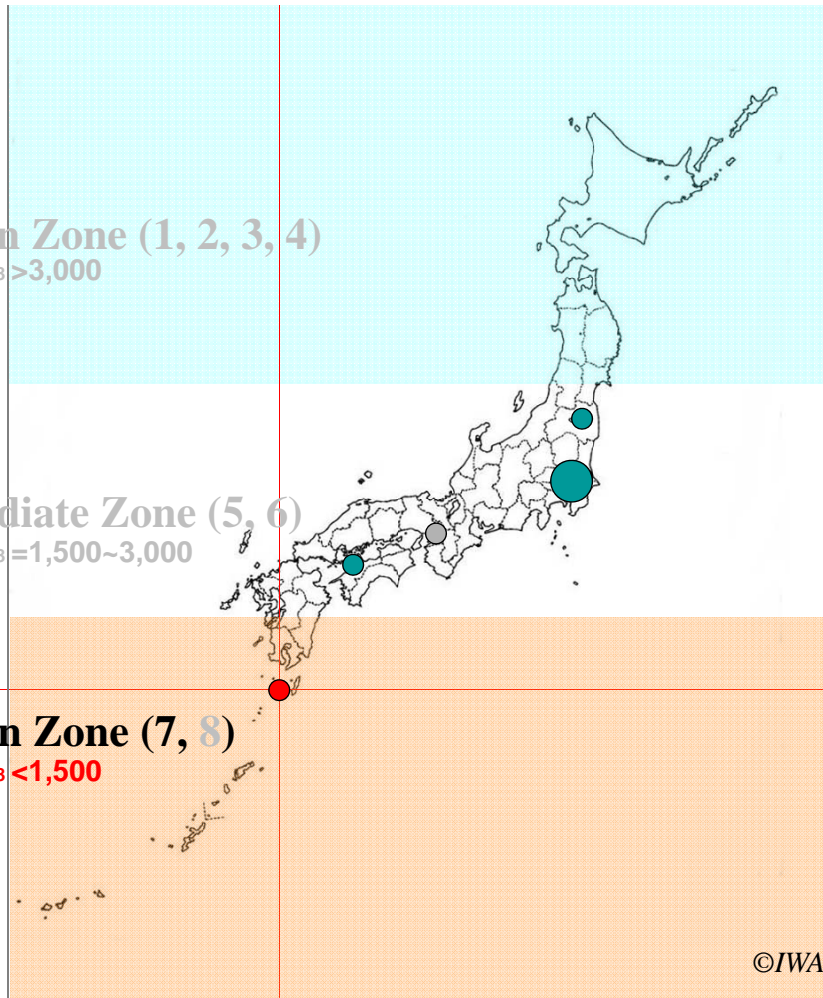 n Zone (1, 2, 3, 4)
>3,000
diate Zone (5, 6)
=1,500~3,000
n Zone (7, 8)
<1,500
©IWA